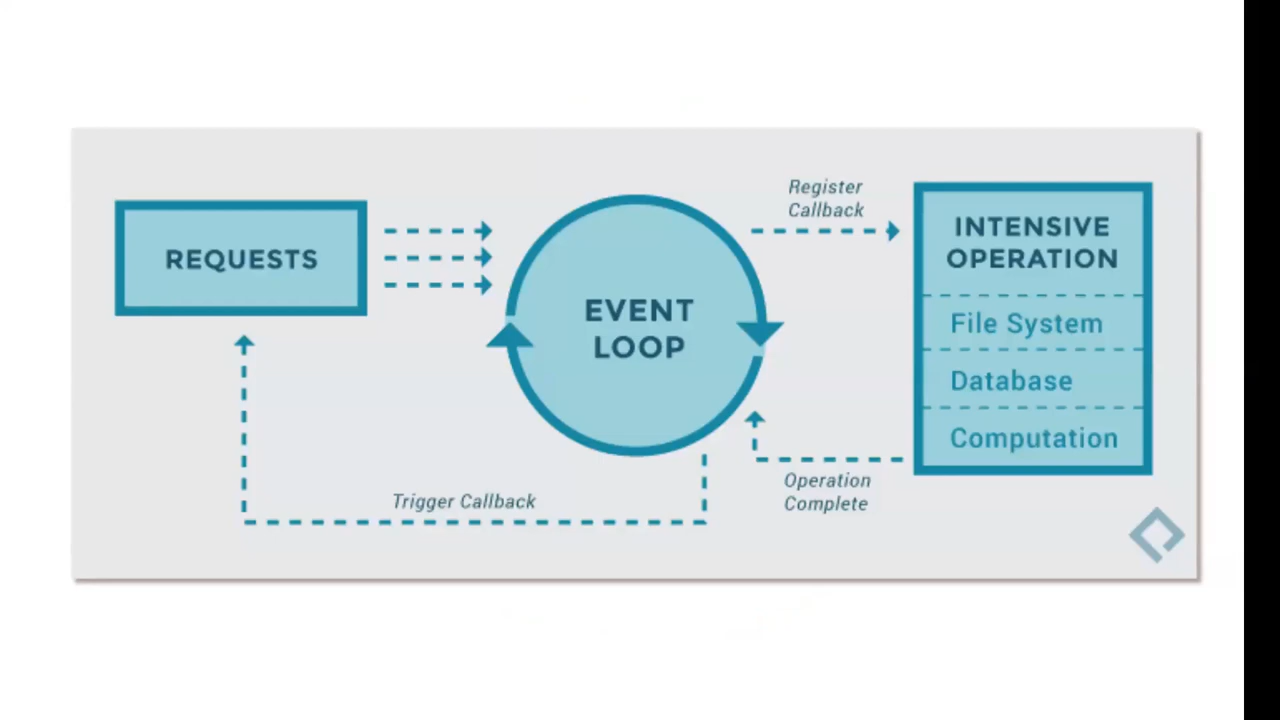 REQUESTS
EVENT
LOOP
Register
Callback
INTENSIVE
OPERATION
File System
Database
Computation
Operation
Complete
Trigger Callback